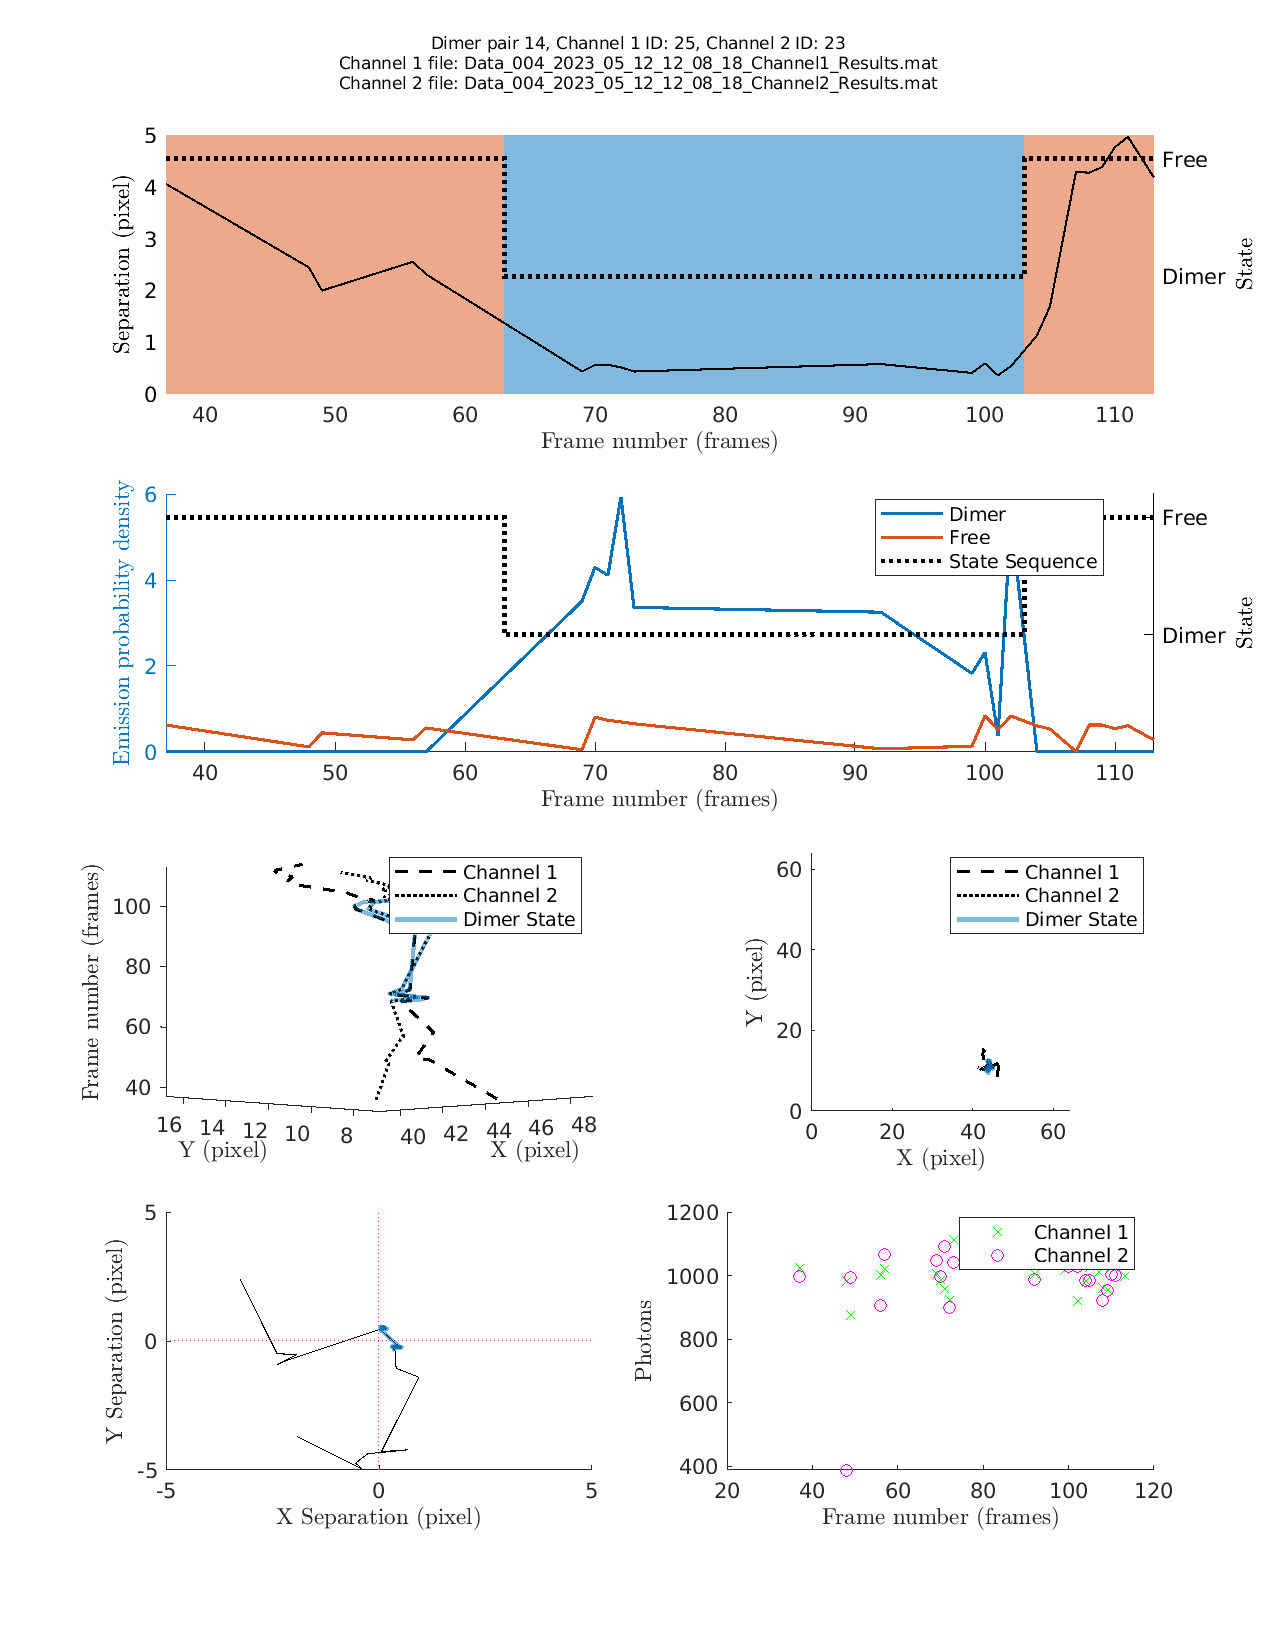 Dimer pair 14, Channel 1 ID: 25, Channel 2 ID: 23
Channel 1 file: Data_004_2023_05_12_12_08_18_Channel1_Results.mat
Channel 2 file: Data_004_2023_05_12_12_08_18_Channel2_Results.mat
Separation (pixel)
5
4
3
2
1
0
Free
Dimer
State
40 50 60 70 80 90 100 110
Frame number (frames)
Emission probability density
6
4
2
0
Dimer
Free
State Sequence
Free
Dimer
State
40 50 60 70 80 90 100 110
Frame number (frames)
Frame number (frames)
100
80
60
40
Channel 1
Channel 2
Dimer State
16 14 12 10 8 40 42 44 46 48
Y (pixel) X (pixel)
Y (pixel)
60
40
20
0
Channel 1
Channel 2
Dimer State
0 20 40 60
X (pixel)
Y Separation (pixel)
5
0
-5
-5 0 5
X Separation (pixel)
Photons
1200
1000
800
600
400
Channel 1
Channel 2
20 40 60 80 100 120
Frame number (frames)